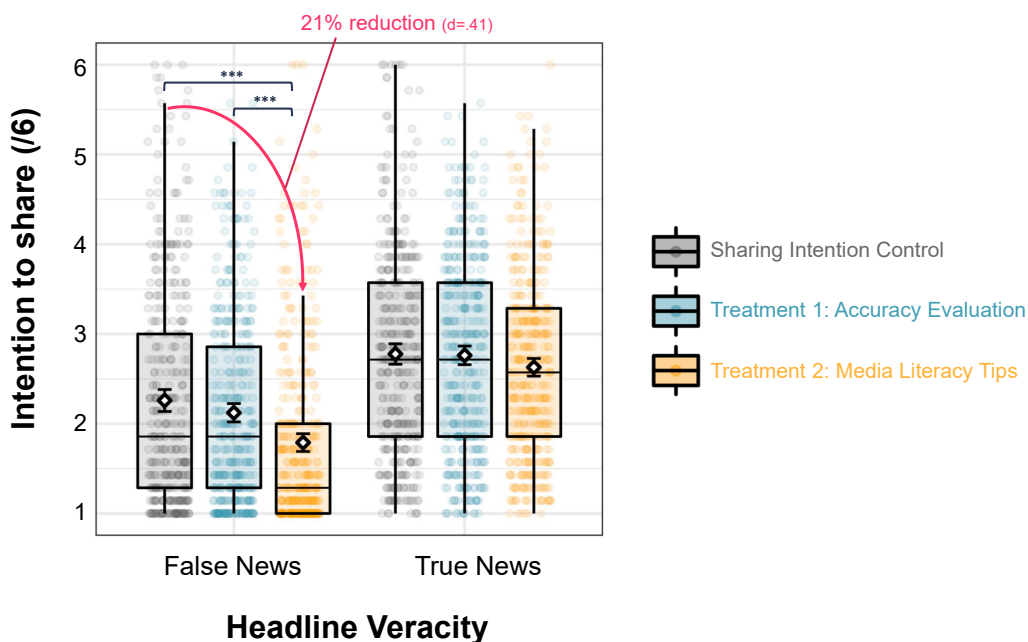 21% reduction (d=.41)
6
***
***
5
4
3
2
1
Intention to share (/6)
False News
True News
Headline Veracity
Sharing Intention Control
Treatment 1: Accuracy Evaluation
Treatment 2: Media Literacy Tips